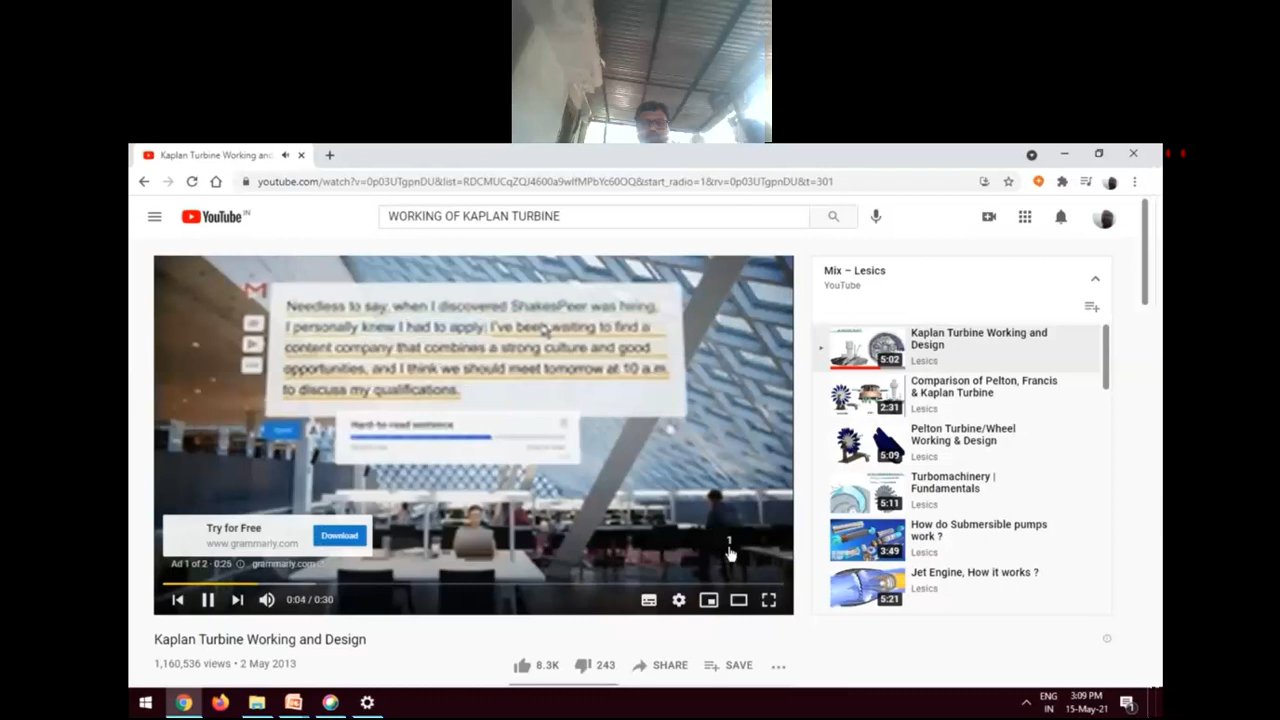 Kaplan Turbine Working and
youtube.com/watch?v=0p03UTgpnDU&list=RDCMUCqZQJ4600a9wIfMPbYc60OQ&start_radio=1&rv=0p03UTgpnDU&t=301
YouTube IN
WORKING OF KAPLAN TURBINE
Needless to say, when I discovered ShakesPeer was hiring,
I personally knew I had to apply; I've been waiting to find a
content company that combines a strong culture and good
opportunities, and I think we should meet tomorrow at 10 a.m.
to discuss my qualifications.
Hard-to-read sentence
Try for Free
www.grammarly.com
Download
Ad 1 of 2 · 0:25 grammarly.com
1
0:04 / 0:30
Mix – Lesics
YouTube
Kaplan Turbine Working and
Design
Lesics
5:02
Comparison of Pelton, Francis
& Kaplan Turbine
Lesics
2:31
Pelton Turbine/Wheel
Working & Design
Lesics
5:09
Turbomachinery |
Fundamentals
Lesics
5:11
How do Submersible pumps
work ?
Lesics
3:49
Jet Engine, How it works ?
Lesics
5:21
Kaplan Turbine Working and Design
1,160,536 views • 2 May 2013
8.3K 243 SHARE SAVE
ENG
IN
3:09 PM
15-May-21